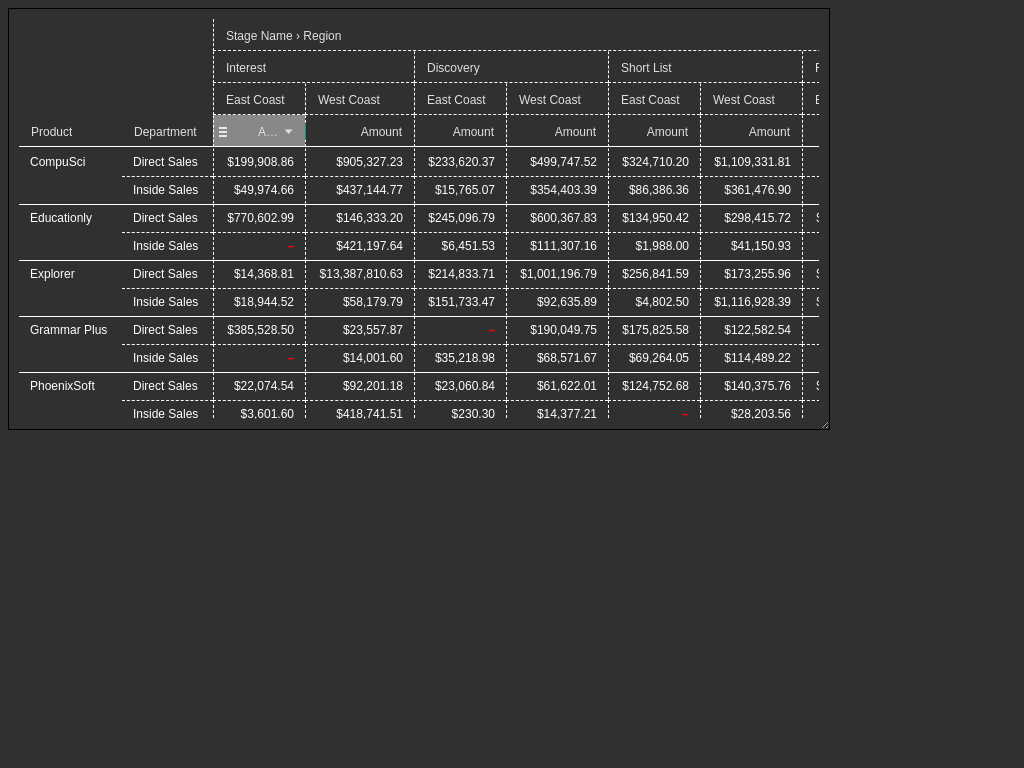 Stage Name › Region
Interest Discovery Short List
East Coast West Coast East Coast West Coast East Coast West Coast
Product Department A... Amount Amount Amount Amount Amount
CompuSci Direct Sales $199,908.86 $905,327.23 $233,620.37 $499,747.52 $324,710.20 $1,109,331.81
Inside Sales $49,974.66 $437,144.77 $15,765.07 $354,403.39 $86,386.36 $361,476.90
Educationly Direct Sales $770,602.99 $146,333.20 $245,096.79 $600,367.83 $134,950.42 $298,415.72
Inside Sales – $421,197.64 $6,451.53 $111,307.16 $1,988.00 $41,150.93
Explorer Direct Sales $14,368.81 $13,387,810.63 $214,833.71 $1,001,196.79 $256,841.59 $173,255.96
Inside Sales $18,944.52 $58,179.79 $151,733.47 $92,635.89 $4,802.50 $1,116,928.39
Grammar Plus Direct Sales $385,528.50 $23,557.87 – $190,049.75 $175,825.58 $122,582.54
Inside Sales – $14,001.60 $35,218.98 $68,571.67 $69,264.05 $114,489.22
PhoenixSoft Direct Sales $22,074.54 $92,201.18 $23,060.84 $61,622.01 $124,752.68 $140,375.76
Inside Sales $3,601.60 $418,741.51 $230.30 $14,377.21 – $28,203.56